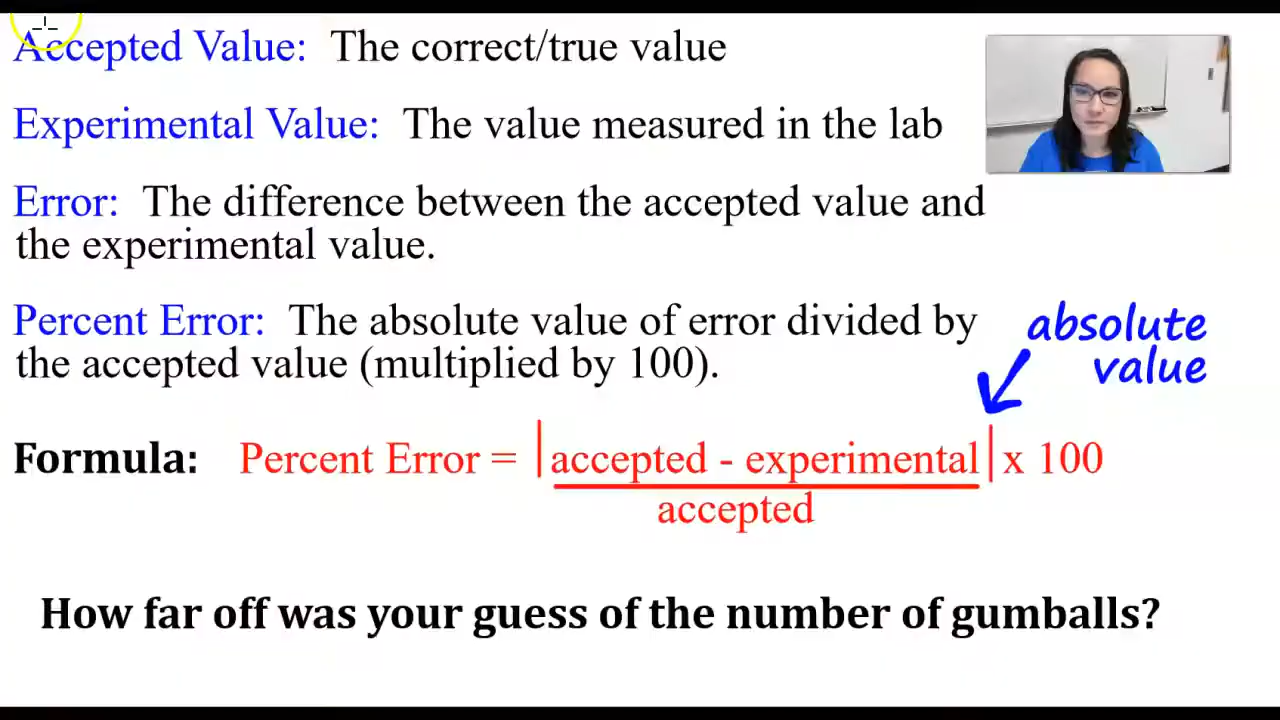 Accepted Value: The correct/true value
Experimental Value: The value measured in the lab
Error: The difference between the accepted value and
the experimental value.
Percent Error: The absolute value of error divided by
the accepted value (multiplied by 100).
absolute
value
Formula: Percent Error = |accepted - experimental| x 100
accepted
How far off was your guess of the number of gumballs?